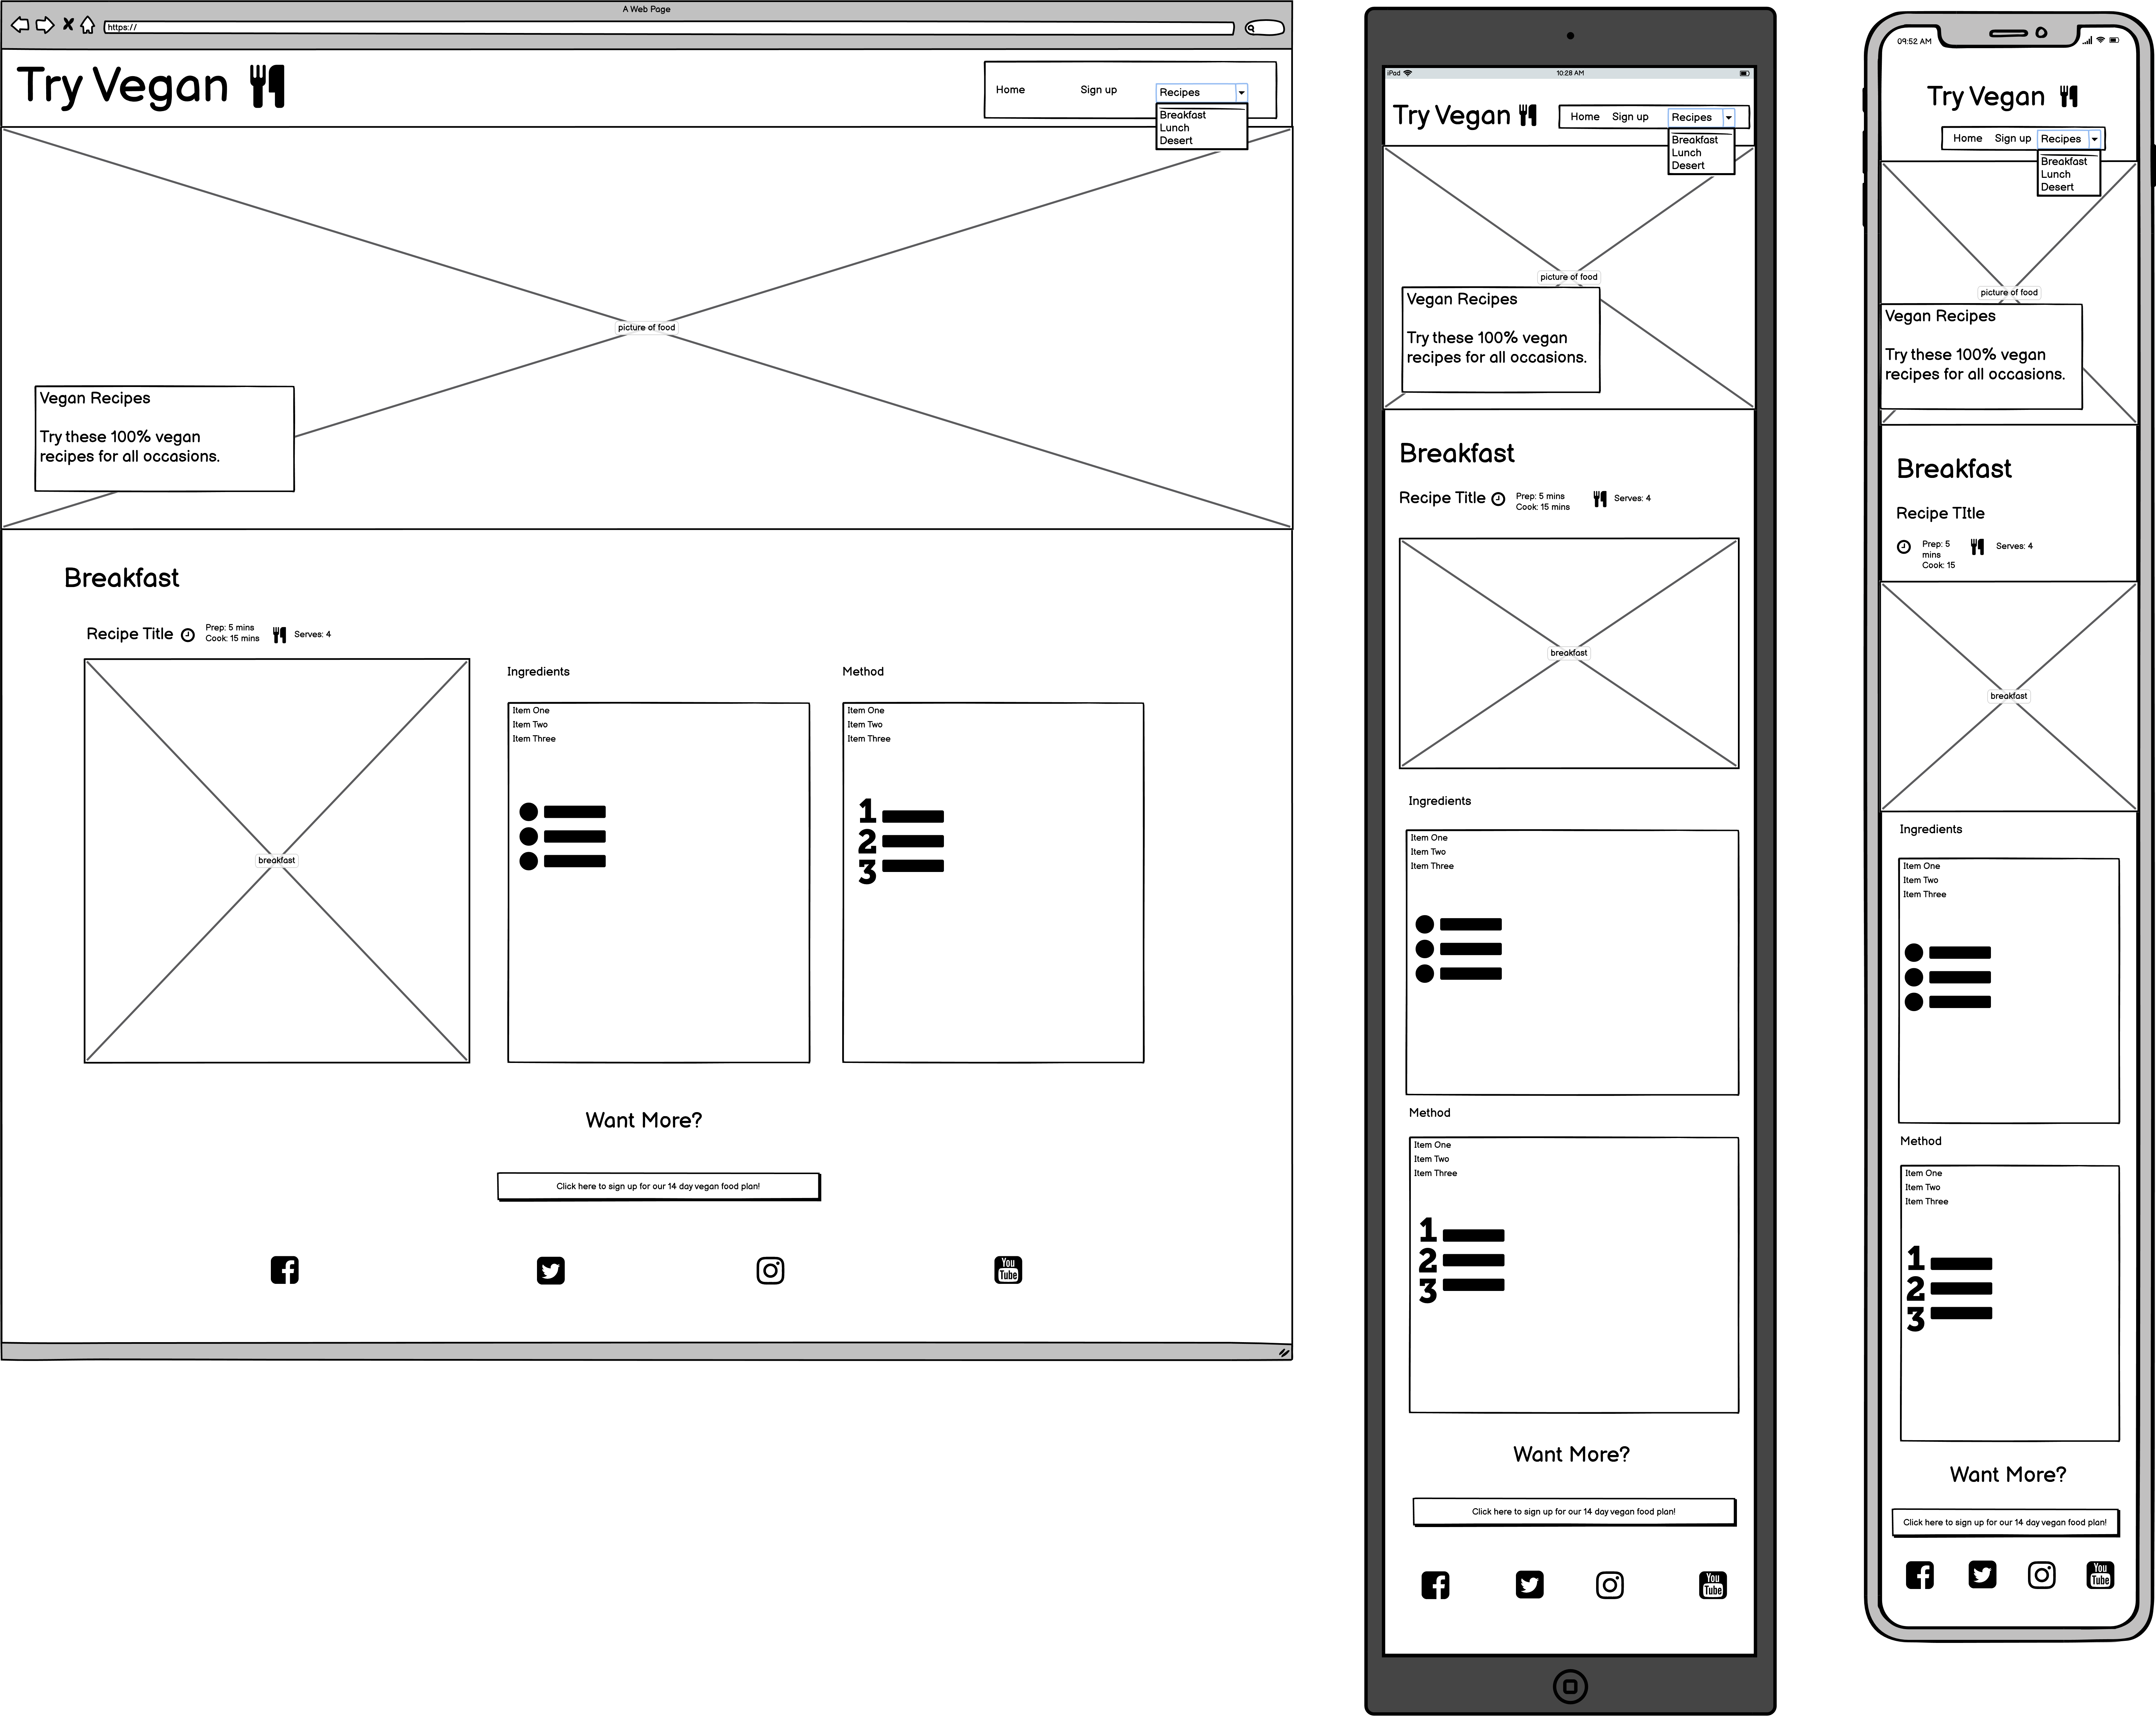 A Web Page
https://
Try Vegan
Home
Sign up
Recipes
Breakfast
Lunch
Desert
picture of food
Vegan Recipes
Try these 100% vegan
recipes for all occasions.
Breakfast
Recipe Title
Prep: 5 mins
Cook: 15 mins
Serves: 4
breakfast
Ingredients
Item One
Item Two
Item Three
Method
Item One
Item Two
Item Three
1
2
3
Want More?
Click here to sign up for our 14 day vegan food plan!
You
Tube
iPad
10:28 AM
Try Vegan
Home
Sign up
Recipes
Breakfast
Lunch
Desert
picture of food
Vegan Recipes
Try these 100% vegan
recipes for all occasions.
Breakfast
Recipe Title
Prep: 5 mins
Cook: 15 mins
Serves: 4
breakfast
Ingredients
Item One
Item Two
Item Three
Method
Item One
Item Two
Item Three
1
2
3
Want More?
Click here to sign up for our 14 day vegan food plan!
You
Tube
09:52 AM
Try Vegan
Home
Sign up
Recipes
Breakfast
Lunch
Desert
picture of food
Vegan Recipes
Try these 100% vegan
recipes for all occasions.
Breakfast
Recipe TItle
Prep: 5
mins
Cook: 15
Serves: 4
breakfast
Ingredients
Item One
Item Two
Item Three
Method
Item One
Item Two
Item Three
1
2
3
Want More?
Click here to sign up for our 14 day vegan food plan!
You
Tube